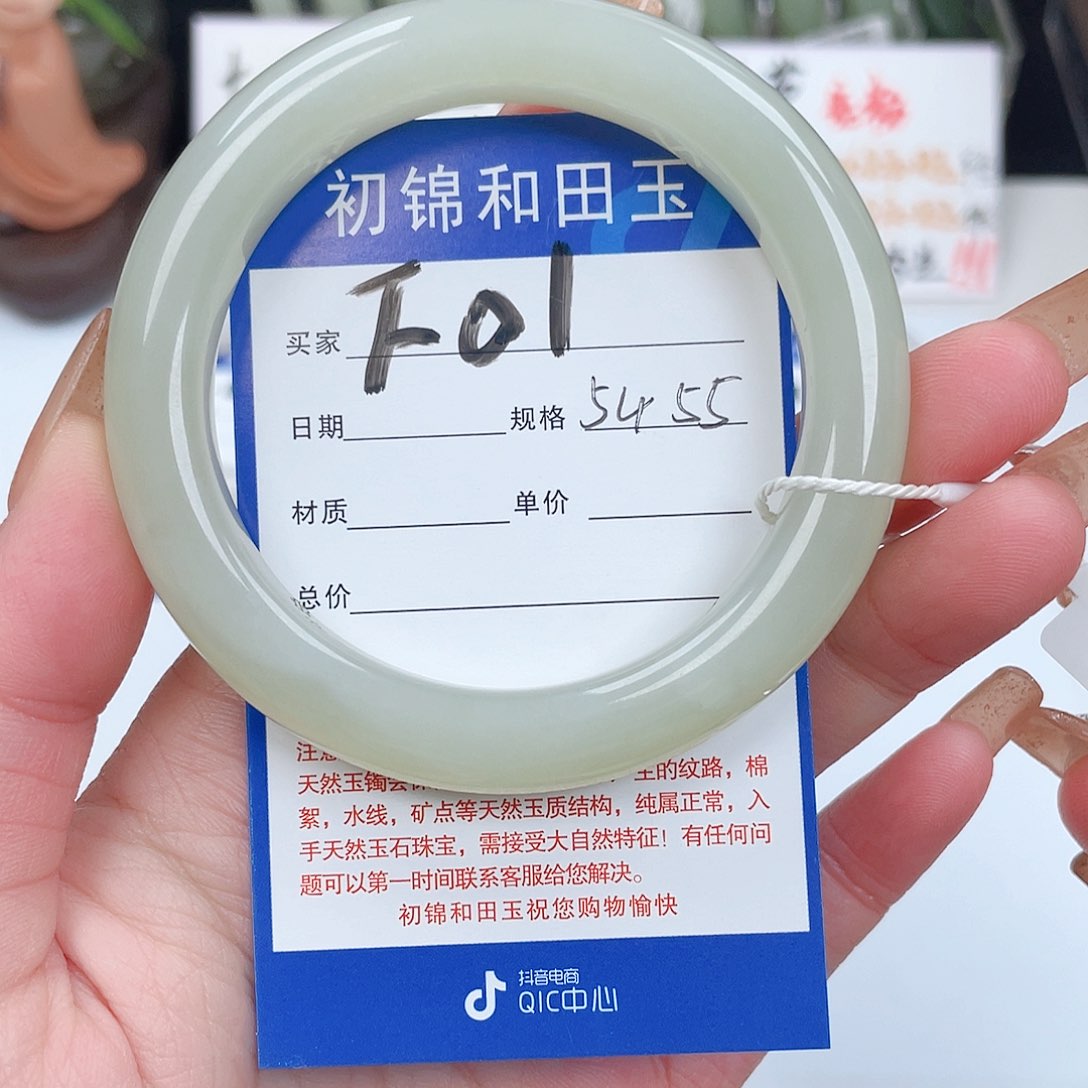 初锦和田玉
买家 F01
日期 规格 54 55
材质 单价
总价
天然玉镯会 生的纹路，棉
絮，水线，矿点等天然玉质结构，纯属正常，入
手天然玉石珠宝，需接受大自然特征！有任何问
题可以第一时间联系客服给您解决。
初锦和田玉祝您购物愉快
抖音电商
QIC中心